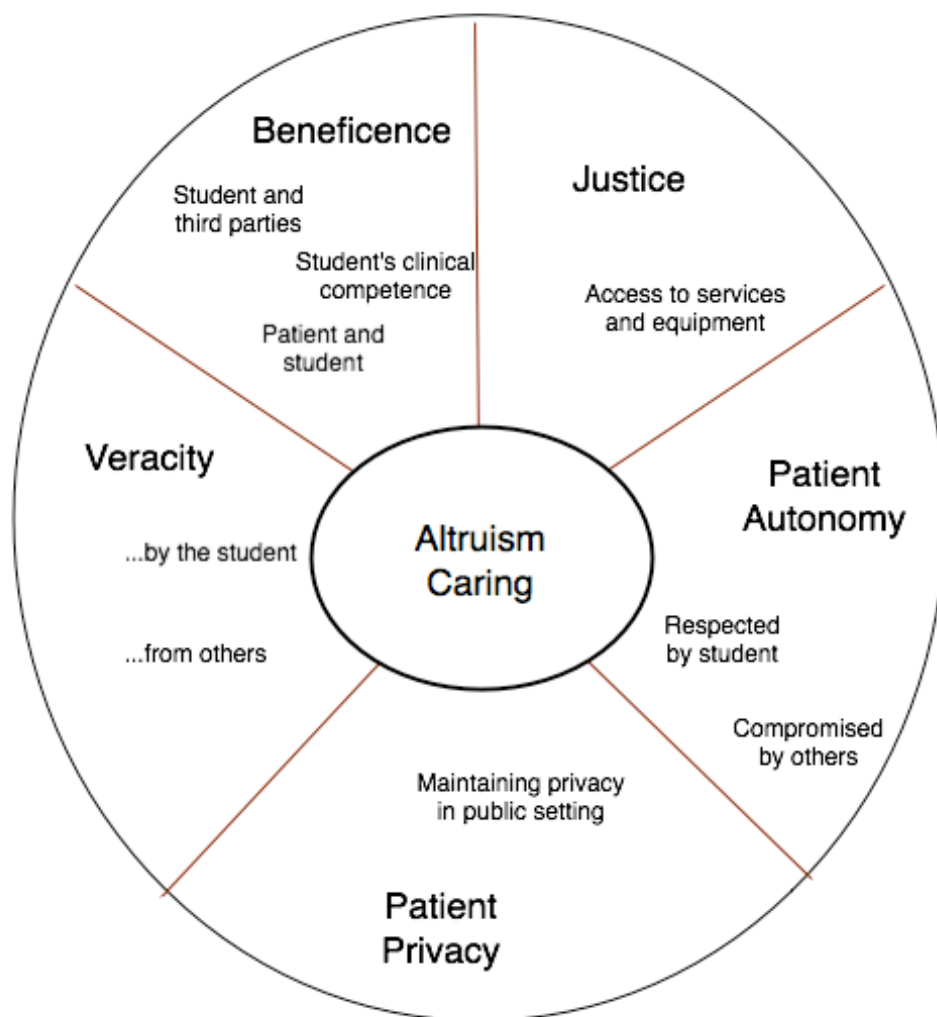 Beneficence
Student and
third parties
Student's clinical
competence
Patient and
student
Justice
Access to services
and equipment
Veracity
...by the student
...from others
Altruism
Caring
Patient
Autonomy
Respected
by student
Compromised
by others
Maintaining privacy
in public setting
Patient
Privacy